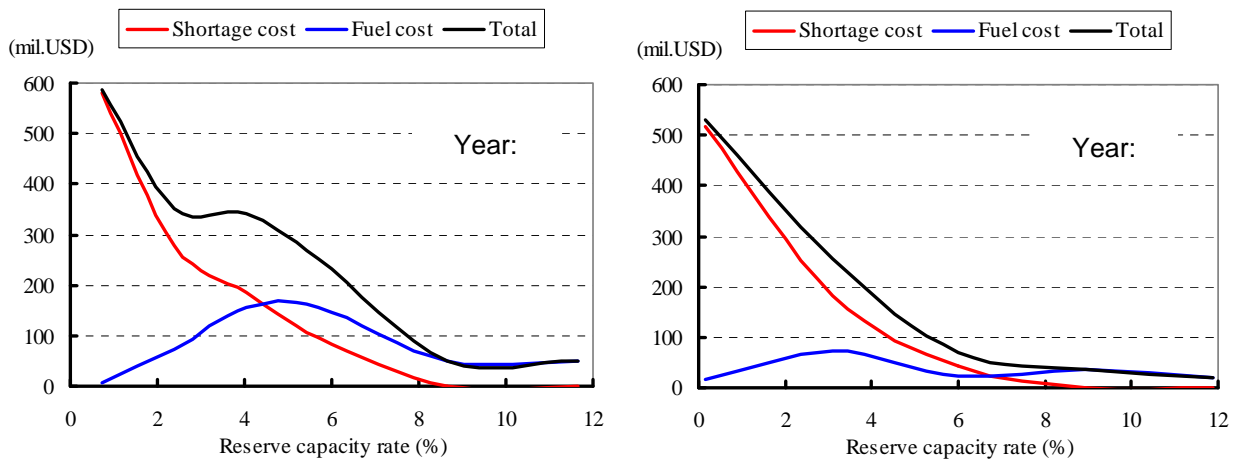 Shortage cost Fuel cost Total
(mil.USD)
600
500
400
300
200
100
0
Year:
0 2 4 6 8 10 12
Reserve capacity rate (%)
Shortage cost Fuel cost Total
(mil.USD)
600
500
400
300
200
100
0
Year:
0 2 4 6 8 10 12
Reserve capacity rate (%)